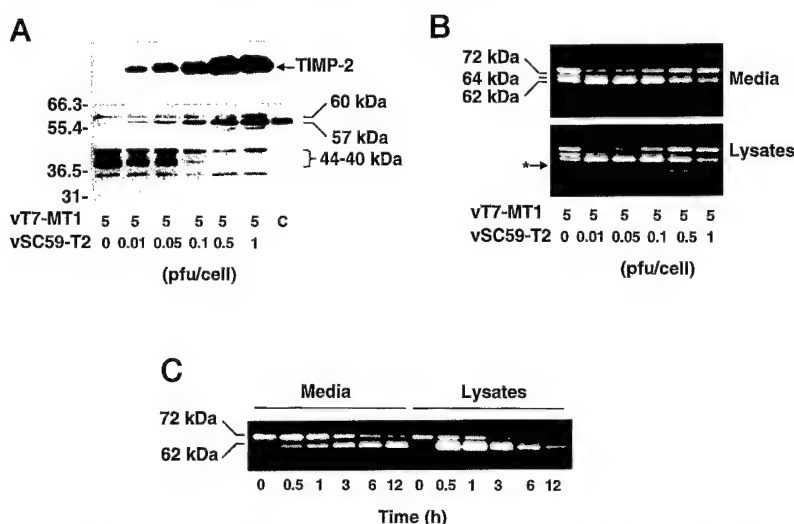 A
TIMP-2
66.3-
55.4-
36.5-
31-
60 kDa
57 kDa
44-40 kDa
vT7-MT1 5 5 5 5 5 5 C
vSC59-T2 0 0.01 0.05 0.1 0.5 1
(pfu/cell)
B
72 kDa
64 kDa
62 kDa
Media
Lysates
*
vT7-MT1 5 5 5 5 5 5
vSC59-T2 0 0.01 0.05 0.1 0.5 1
(pfu/cell)
C
Media Lysates
72 kDa
62 kDa
0 0.5 1 3 6 12 0 0.5 1 3 6 12
Time (h)